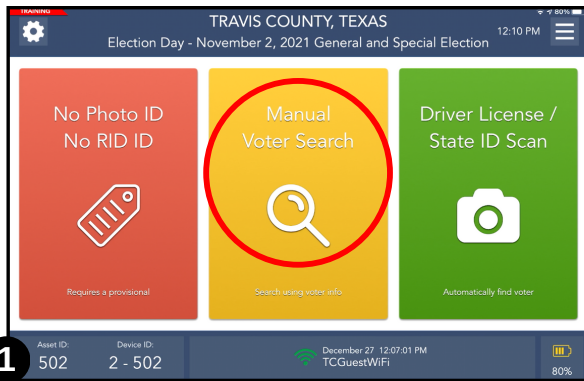 TRAINING
80%
TRAVIS COUNTY, TEXAS
12:10 PM
Election Day - November 2, 2021 General and Special Election
No Photo ID
No RID ID
Requires a provisional
Manual
Voter Search
Search using voter info
Driver License /
State ID Scan
Automatically find voter
1
Asset ID:
502
Device ID:
2 - 502
December 27 12:07:01 PM
TCGuestWiFi
80%